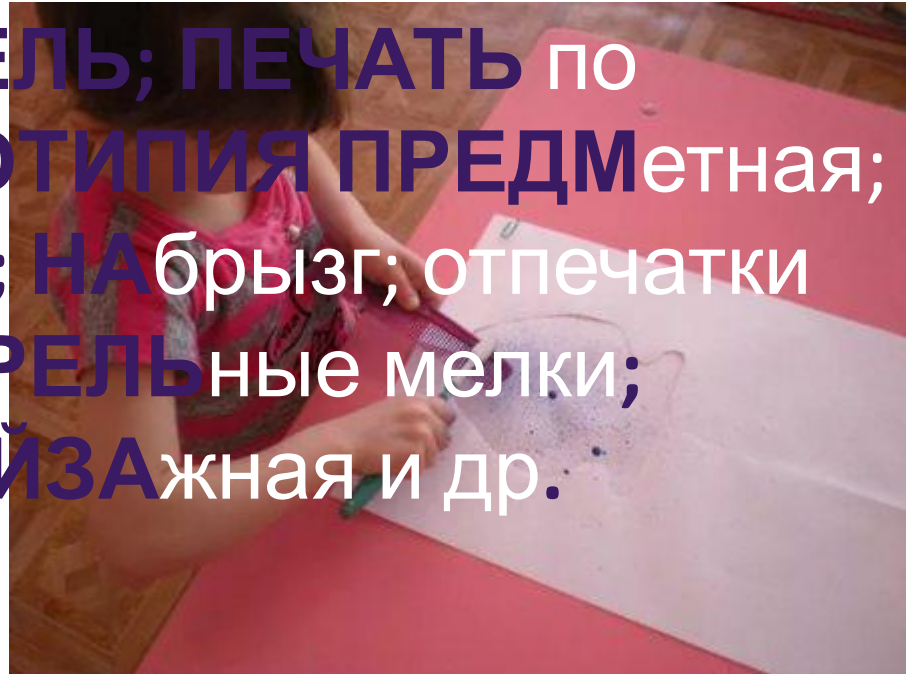 ЕЛЬ; ПЕЧАТЬ по
ОТИПИЯ ПРЕДМетная;
; НАбрызг; отпечатки
РЕЛЬные мелки;
ЙЗАжная и др.